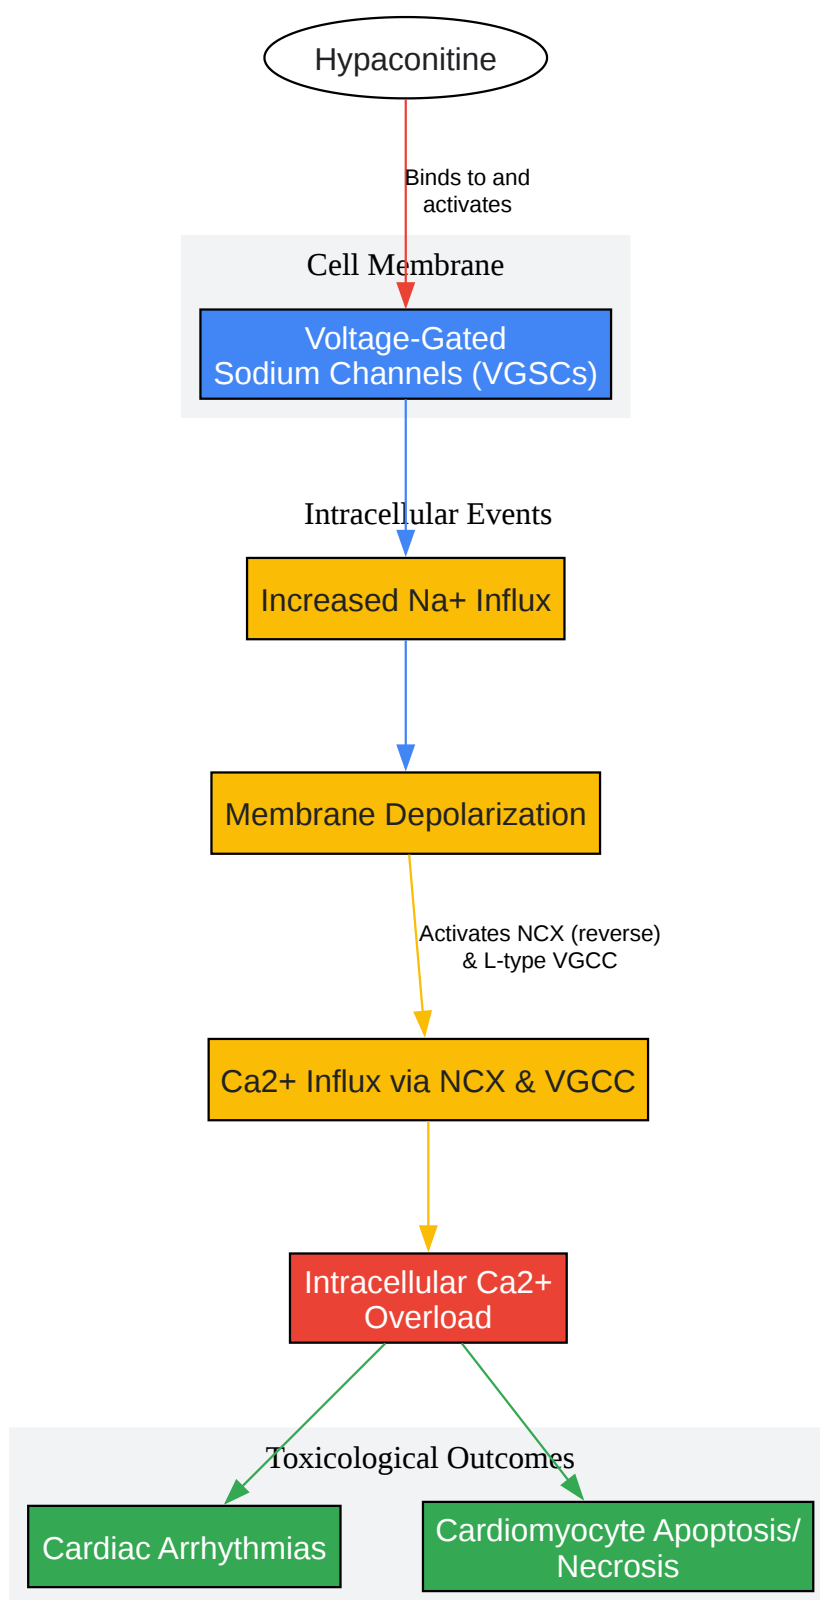 Hypaconitine
Binds to and
activates
Cell Membrane
Voltage-Gated
Sodium Channels (VGSCs)
Intracellular Events
Increased Na+ Influx
Membrane Depolarization
Activates NCX (reverse)
& L-type VGCC
Ca2+ Influx via NCX & VGCC
Intracellular Ca2+
Overload
Toxicological Outcomes
Cardiac Arrhythmias
Cardiomyocyte Apoptosis/
Necrosis